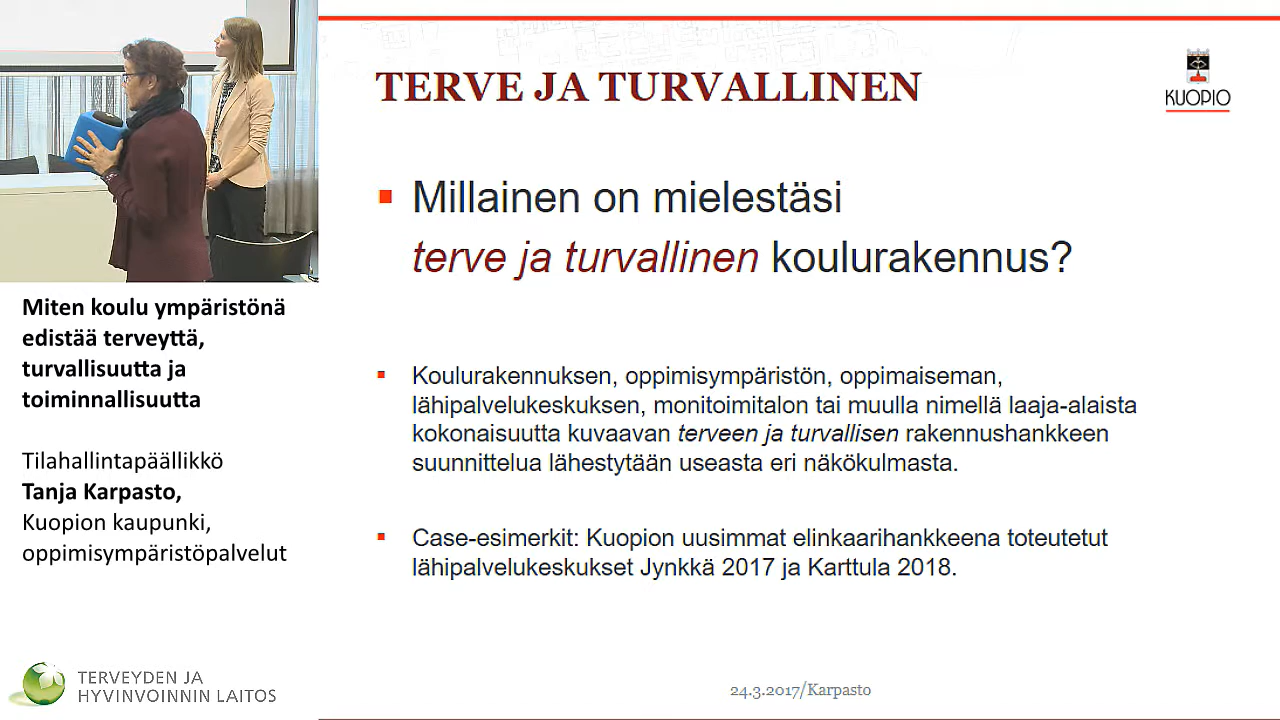 Miten koulu ympäristönä
edistää terveyttä,
turvallisuutta ja
toiminnallisuutta
Tilahallintapäällikkö
Tanja Karpasto,
Kuopion kaupunki,
oppimisympäristöpalvelut
TERVEYDEN JA
HYVINVOINNIN LAITOS
TERVE JA TURVALLINEN
KUOPIO
Millainen on mielestäsi
terve ja turvallinen koulurakennus?
Koulurakennuksen, oppimisympäristön, oppimaiseman,
lähipalvelukeskuksen, monitoimitalon tai muulla nimellä laaja-alaista
kokonaisuutta kuvaavan terveen ja turvallisen rakennushankkeen
suunnittelua lähestytään useasta eri näkökulmasta.
Case-esimerkit: Kuopion uusimmat elinkaarihankkeena toteutetut
lähipalvelukeskukset Jynkkä 2017 ja Karttula 2018.
24.3.2017/Karpasto